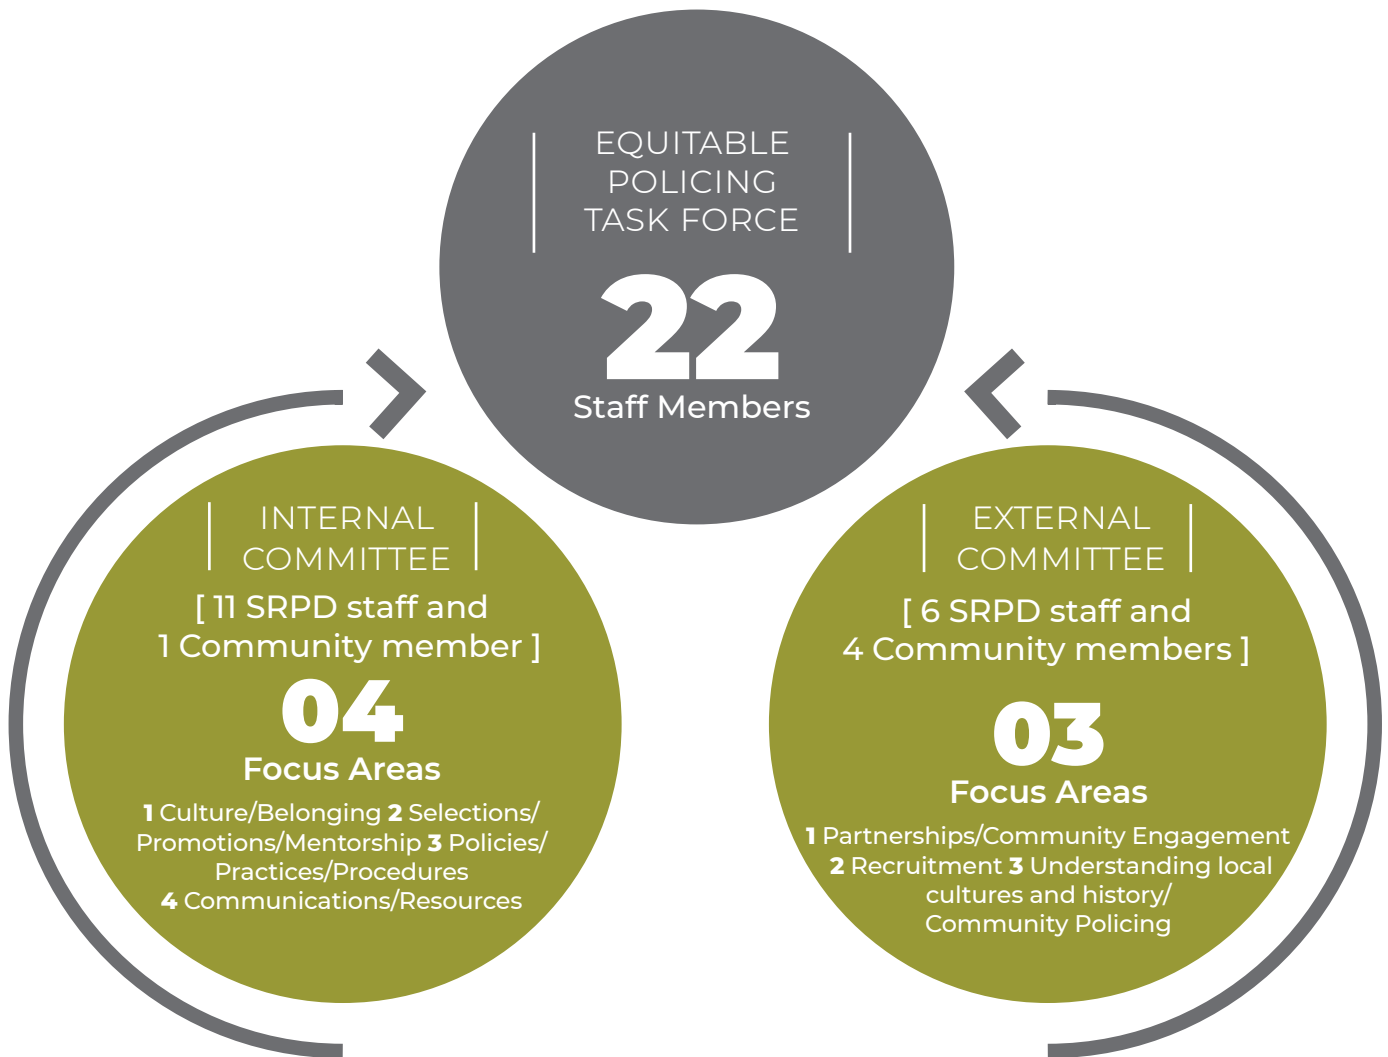 EQUITABLE
POLICING
TASK FORCE
22
Staff Members
INTERNAL
COMMITTEE
[ 11 SRPD staff and
1 Community member ]
04
Focus Areas
1 Culture/Belonging 2 Selections/
Promotions/Mentorship 3 Policies/
Practices/Procedures
4 Communications/Resources
EXTERNAL
COMMITTEE
[ 6 SRPD staff and
4 Community members ]
03
Focus Areas
1 Partnerships/Community Engagement
2 Recruitment 3 Understanding local
cultures and history/
Community Policing